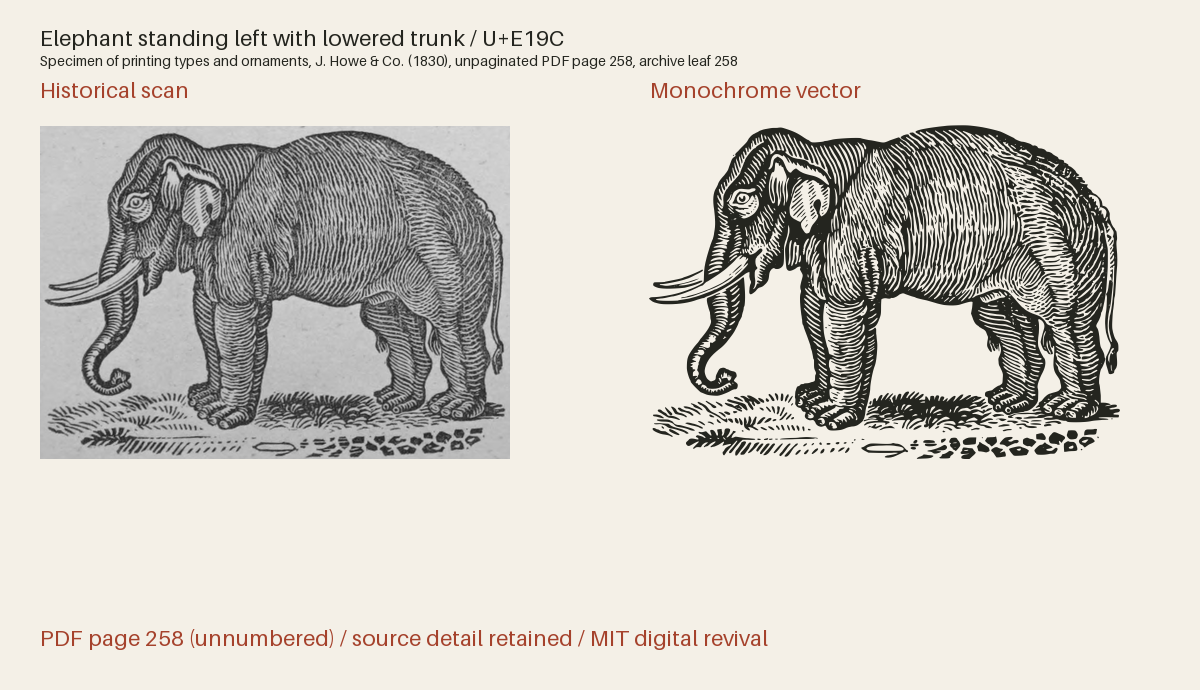 Elephant standing left with lowered trunk / U+E19C
Specimen of printing types and ornaments, J. Howe & Co. (1830), unpaginated PDF page 258, archive leaf 258
Historical scan
Monochrome vector
PDF page 258 (unnumbered) / source detail retained / MIT digital revival